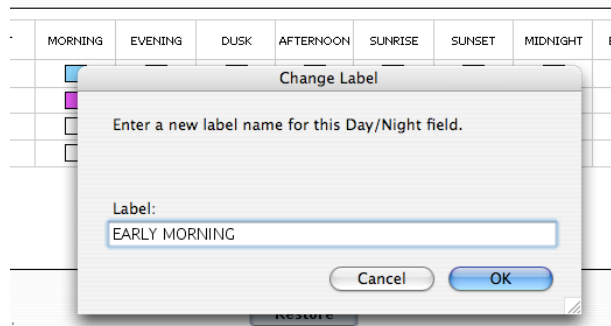 MORNING EVENING DUSK AFTERNOON SUNRISE SUNSET MIDNIGHT
Change Label
Enter a new label name for this Day/Night field.
Label:
EARLY MORNING
Cancel OK
Restore